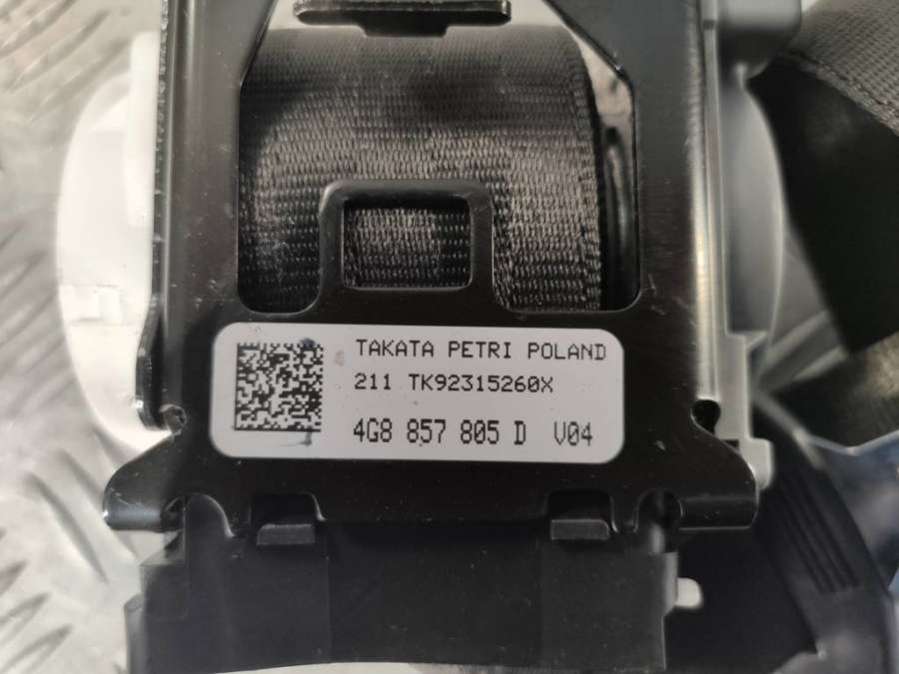 TAKATA PETRI POLAND
211 TK92315260X
4G8 857 805 D V04